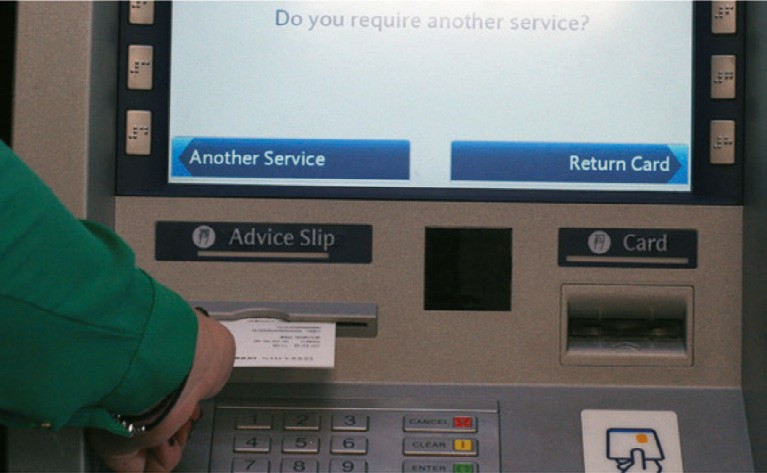 Do you require another service?
Another Service
Return Card
Advice Slip
Card
1 2 3 CANCEL
4 5 6 CLEAR
7 8 9 ENTER